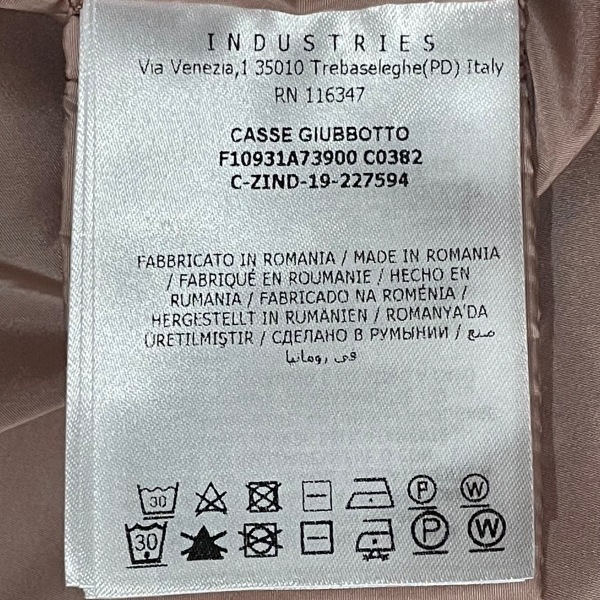 INDUSTRIES
Via Venezia,1 35010 Trebaseleghe(PD) Italy
RN 116347
CASSE GIUBBOTTO
F10931A73900 C0382
C-ZIND-19-227594
FABBRICATO IN ROMANIA / MADE IN ROMANIA
/ FABRIQUÉ EN ROUMANIE / HECHO EN
RUMANIA / FABRICADO NA ROMÉNIA /
HERGESTELLT IN RUMÄNIEN / ROMANYA'DA
ÜRETILMIŞTIR / СДЕЛАНО В РУМЫНИИ / صنع
في رومانيا
30 P W
30 P W